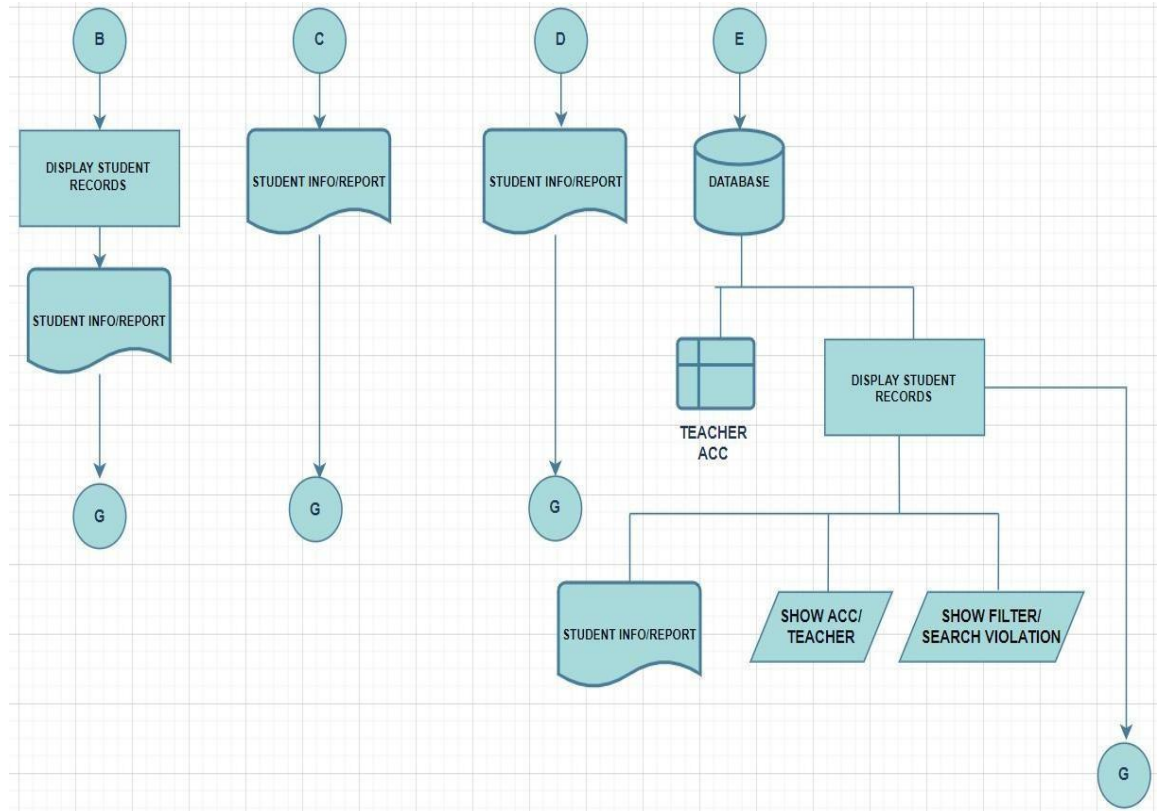 B
C
D
E
DISPLAY STUDENT
RECORDS
STUDENT INFO/REPORT
STUDENT INFO/REPORT
DATABASE
STUDENT INFO/REPORT
TEACHER
ACC
DISPLAY STUDENT
RECORDS
G
G
G
STUDENT INFO/REPORT
SHOW ACC/
TEACHER
SHOW FILTER/
SEARCH VIOLATION
G